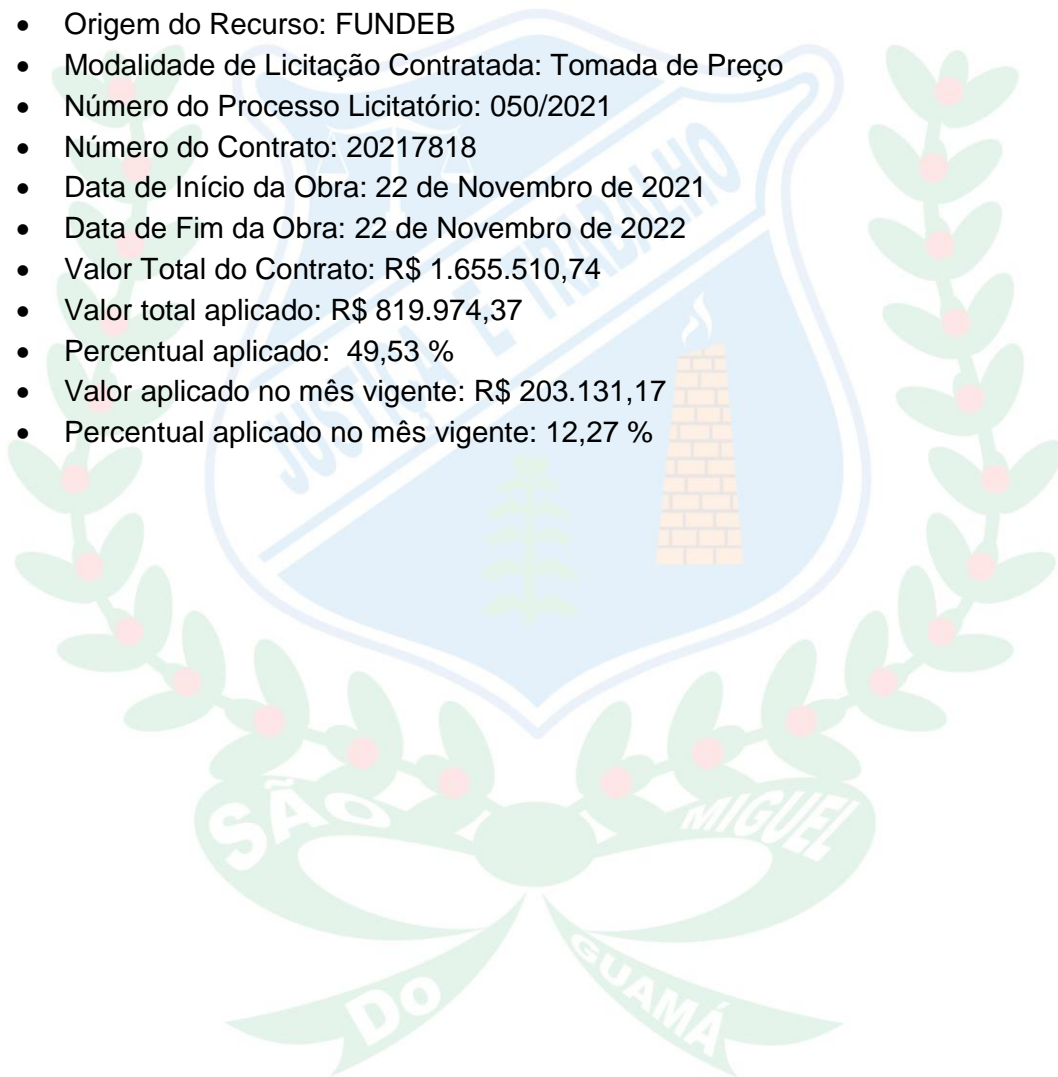 • Origem do Recurso: FUNDEB
• Modalidade de Licitação Contratada: Tomada de Preço
• Número do Processo Licitatório: 050/2021
• Número do Contrato: 20217818
• Data de Início da Obra: 22 de Novembro de 2021
• Data de Fim da Obra: 22 de Novembro de 2022
• Valor Total do Contrato: R$ 1.655.510,74
• Valor total aplicado: R$ 819.974,37
• Percentual aplicado: 49,53 %
• Valor aplicado no mês vigente: R$ 203.131,17
• Percentual aplicado no mês vigente: 12,27 %
JUSTIÇA E TRABALHO
SÃO MIGUEL
DO GUAMÁ